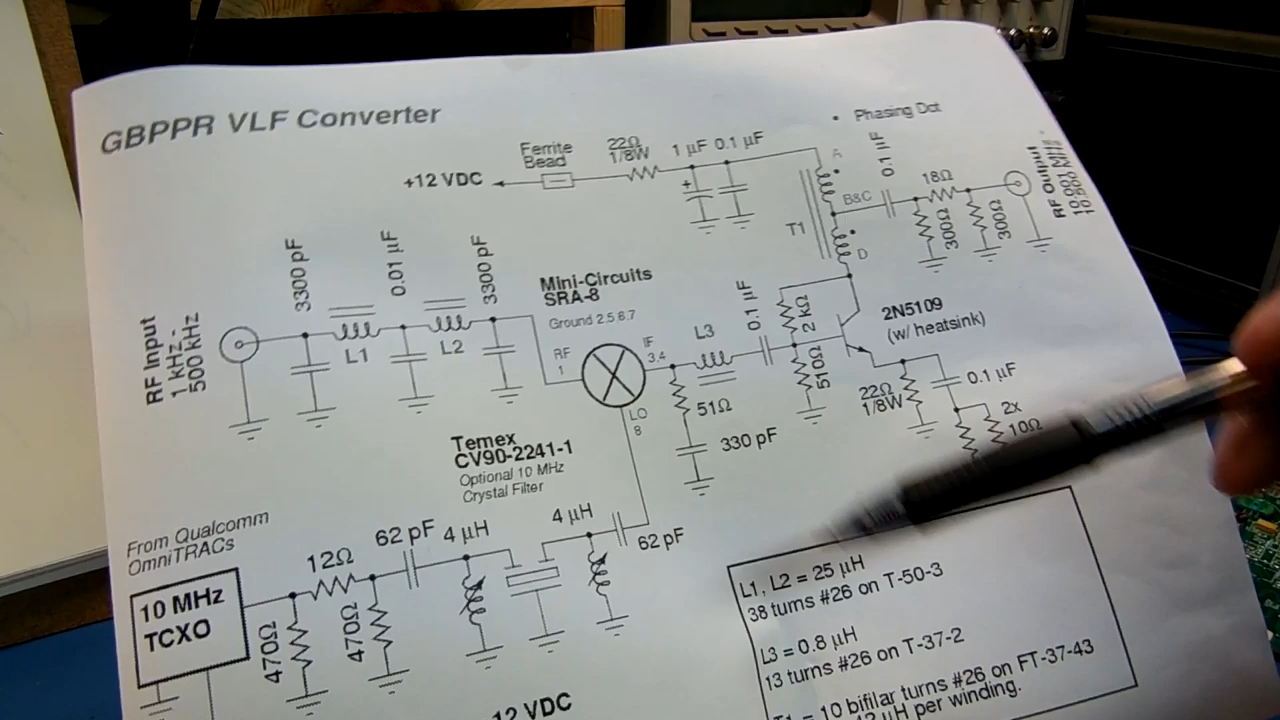 GBPPR VLF Converter
Phasing Dot
Ferrite
Bead
22Ω
1/8W
1 µF
0.1 µF
+12 VDC
+
A
B&C
D
T1
0.1 µF
18Ω
300Ω
300Ω
RF Output
RF Input
1 kHz -
500 kHz
3300 pF
0.01 µF
3300 pF
L1
L2
Mini-Circuits
SRA-8
Ground 2,5,6,7
RF
1
IF
3,4
LO
8
L3
0.1 µF
2 kΩ
510Ω
51Ω
330 pF
2N5109
(w/ heatsink)
22Ω
1/8W
0.1 µF
2x
10Ω
Temex
CV90-2241-1
Optional 10 MHz
Crystal Filter
From Qualcomm
OmniTRACs
10 MHz
TCXO
470Ω
12Ω
470Ω
62 pF
4 µH
4 µH
62 pF
12 VDC
L1, L2 = 25 µH
38 turns #26 on T-50-3
L3 = 0.8 µH
13 turns #26 on T-37-2
T1 = 10 bifilar turns #26 on FT-37-43
µH per winding.